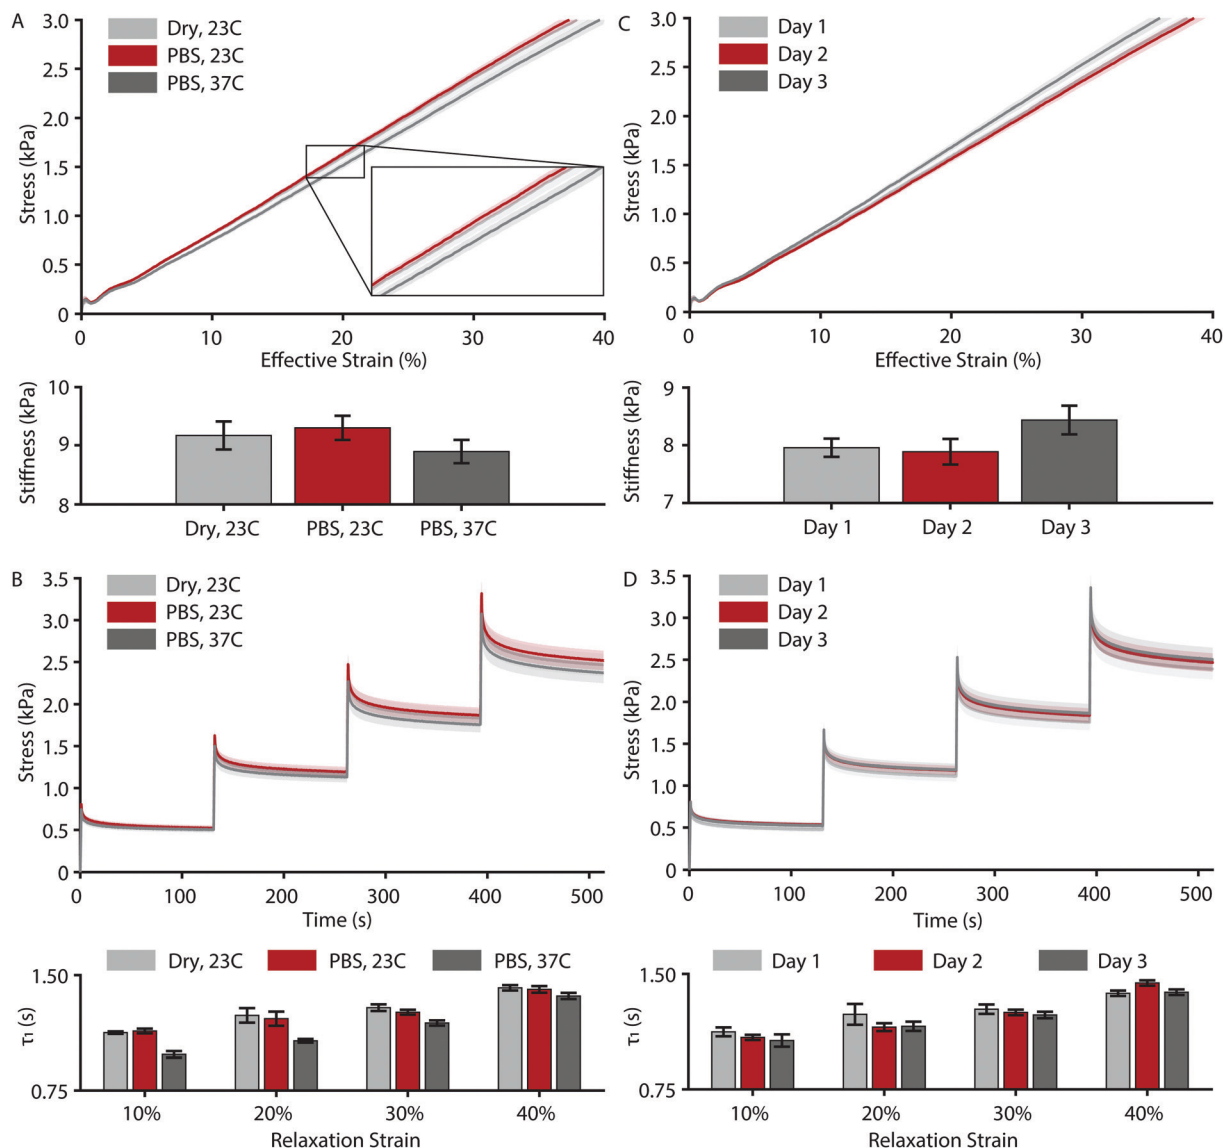 A
Dry, 23C
PBS, 23C
PBS, 37C
Stress (kPa)
3.0
2.5
2.0
1.5
1.0
0.5
0
0 10 20 30 40
Effective Strain (%)
Stiffness (kPa)
10
9
8
Dry, 23C PBS, 23C PBS, 37C
C
Day 1
Day 2
Day 3
Stress (kPa)
3.0
2.5
2.0
1.5
1.0
0.5
0
0 10 20 30 40
Effective Strain (%)
Stiffness (kPa)
9
8
7
Day 1 Day 2 Day 3
B
Dry, 23C
PBS, 23C
PBS, 37C
Stress (kPa)
3.5
3.0
2.5
2.0
1.5
1.0
0.5
0
0 100 200 300 400 500
Time (s)
Dry, 23C PBS, 23C PBS, 37C
τ1 (s)
1.50
0.75
10% 20% 30% 40%
Relaxation Strain
D
Day 1
Day 2
Day 3
Stress (kPa)
3.5
3.0
2.5
2.0
1.5
1.0
0.5
0
0 100 200 300 400 500
Time (s)
Day 1 Day 2 Day 3
τ1 (s)
1.50
0.75
10% 20% 30% 40%
Relaxation Strain